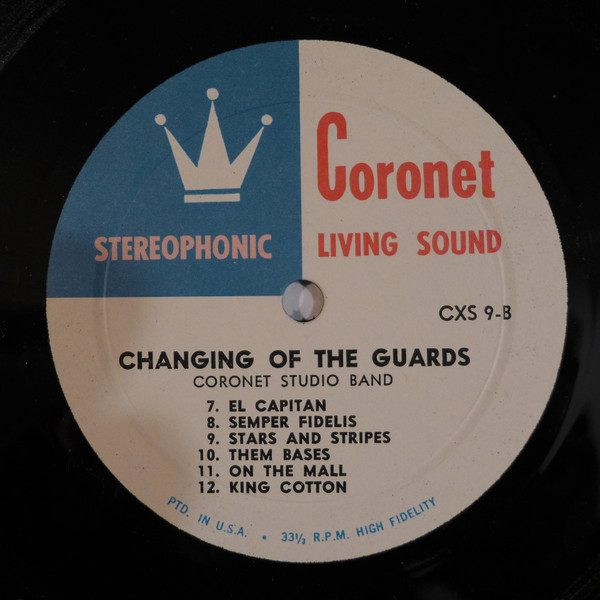 Coronet
STEREOPHONIC LIVING SOUND
CXS 9-B
CHANGING OF THE GUARDS
CORONET STUDIO BAND
7. EL CAPITAN
8. SEMPER FIDELIS
9. STARS AND STRIPES
10. THEM BASES
11. ON THE MALL
12. KING COTTON
PTD. IN U.S.A. • 33⅓ R.P.M. HIGH FIDELITY